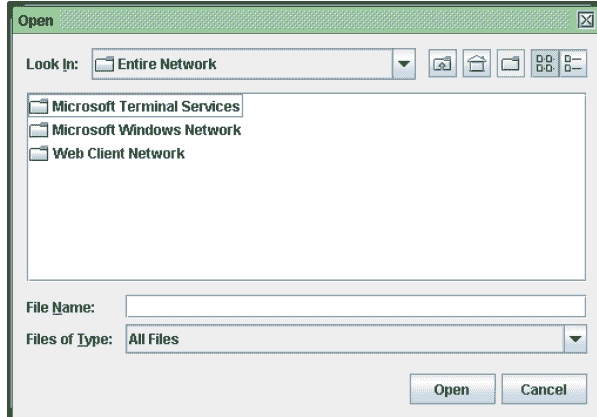 Open
Look In: Entire Network
Microsoft Terminal Services
Microsoft Windows Network
Web Client Network
File Name:
Files of Type: All Files
Open Cancel